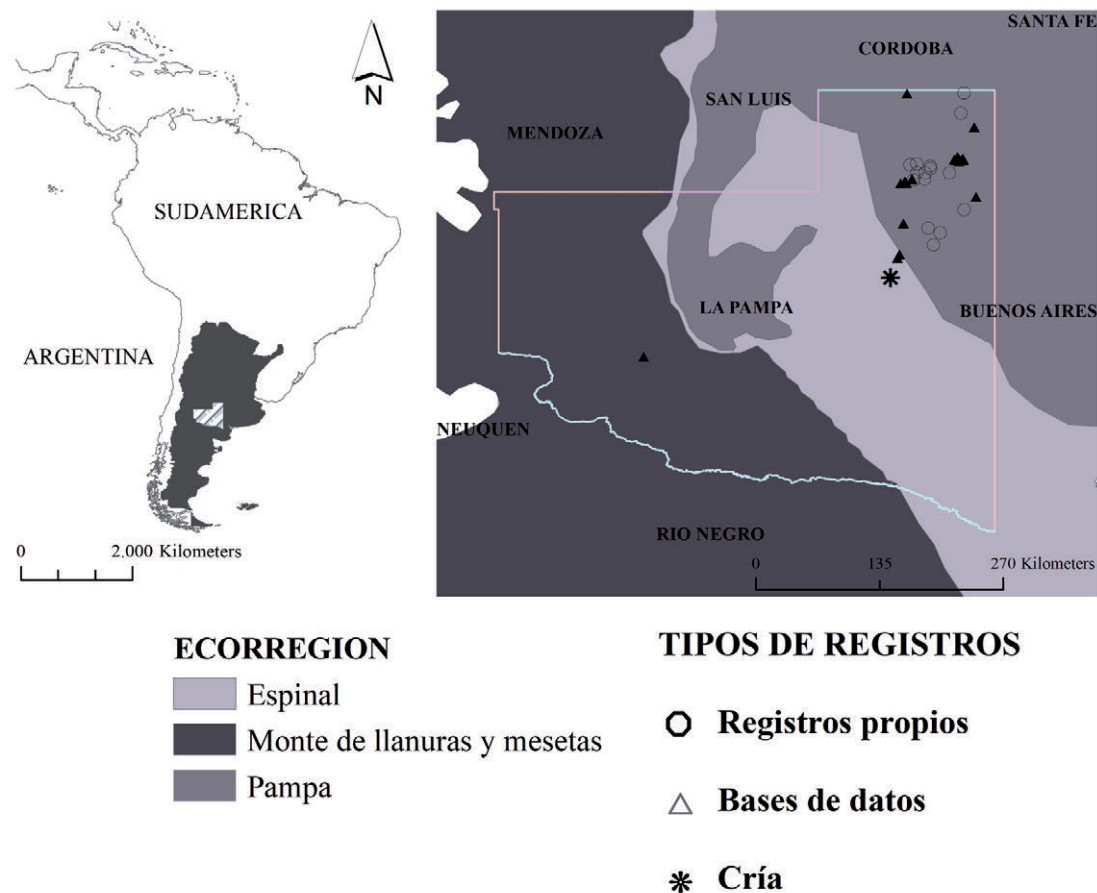 N
SUDAMERICA
ARGENTINA
0 2.000 Kilometers
SANTA FE
CORDOBA
SAN LUIS
MENDOZA
LA PAMPA
BUENOS AIRES
NEUQUEN
RIO NEGRO
0 135 270 Kilometers
ECORREGION
Espinal
Monte de llanuras y mesetas
Pampa
TIPOS DE REGISTROS
Registros propios
Bases de datos
Cría